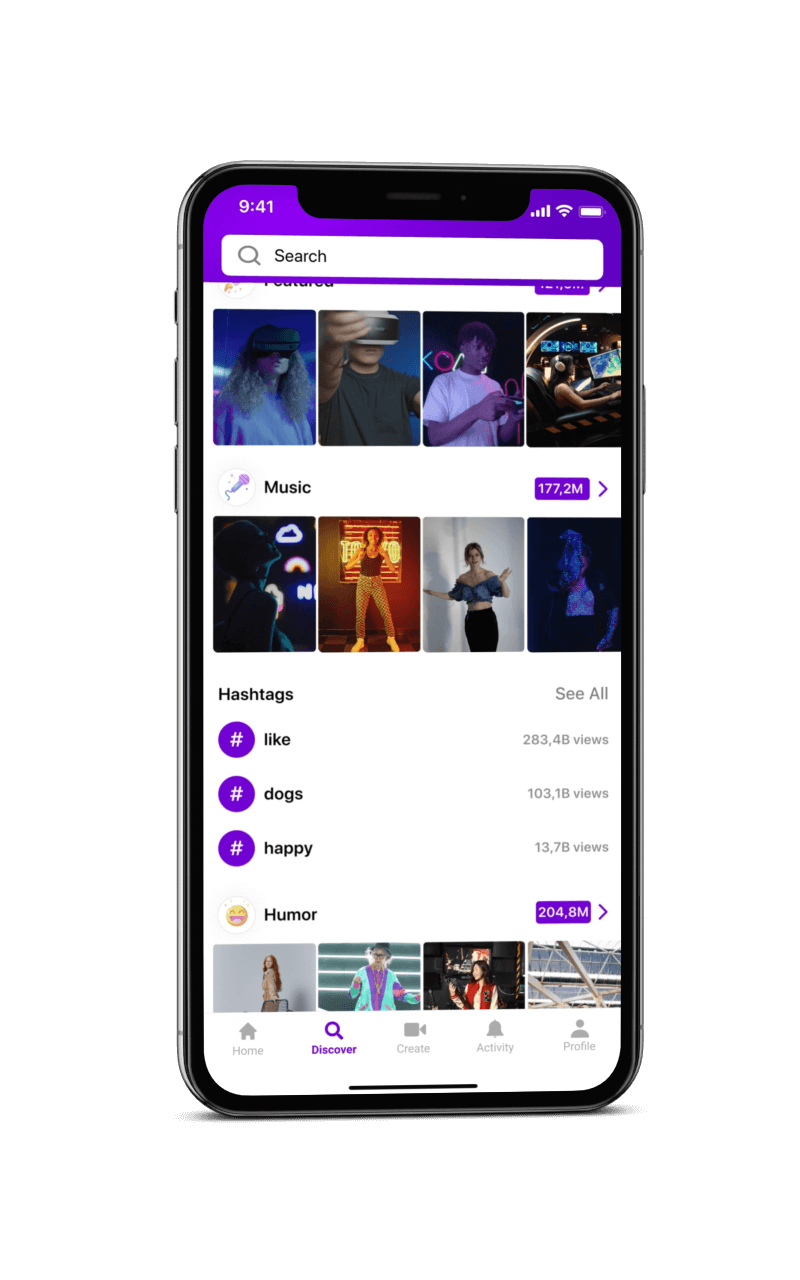 9:41
Search
Featured
Music
177,2M
Hashtags
See All
# like
283,4B views
# dogs
103,1B views
# happy
13,7B views
Humor
204,8M
Home
Discover
Create
Activity
Profile